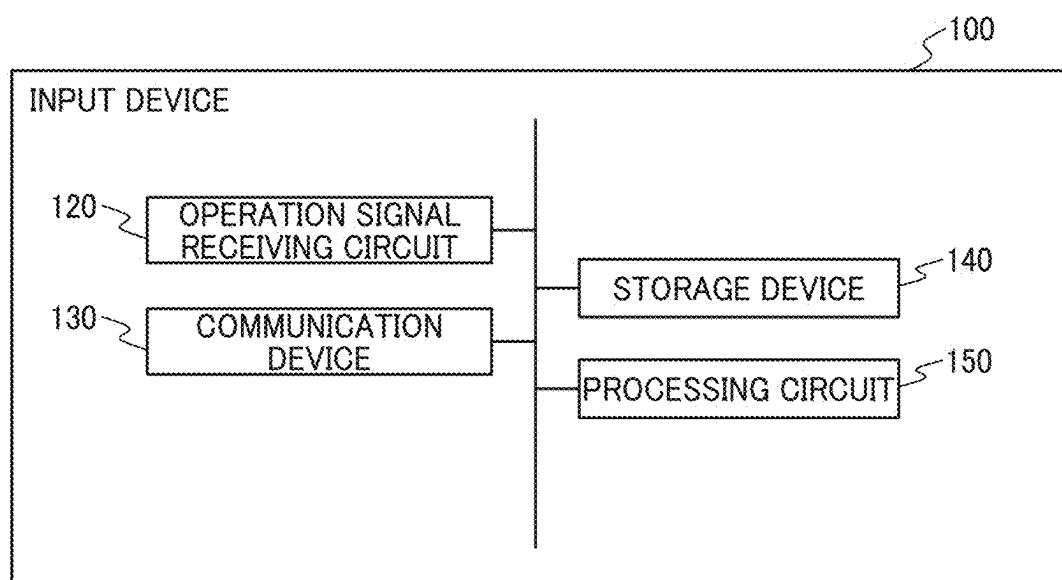 100
INPUT DEVICE
120
OPERATION SIGNAL
RECEIVING CIRCUIT
140
STORAGE DEVICE
130
COMMUNICATION
DEVICE
150
PROCESSING CIRCUIT